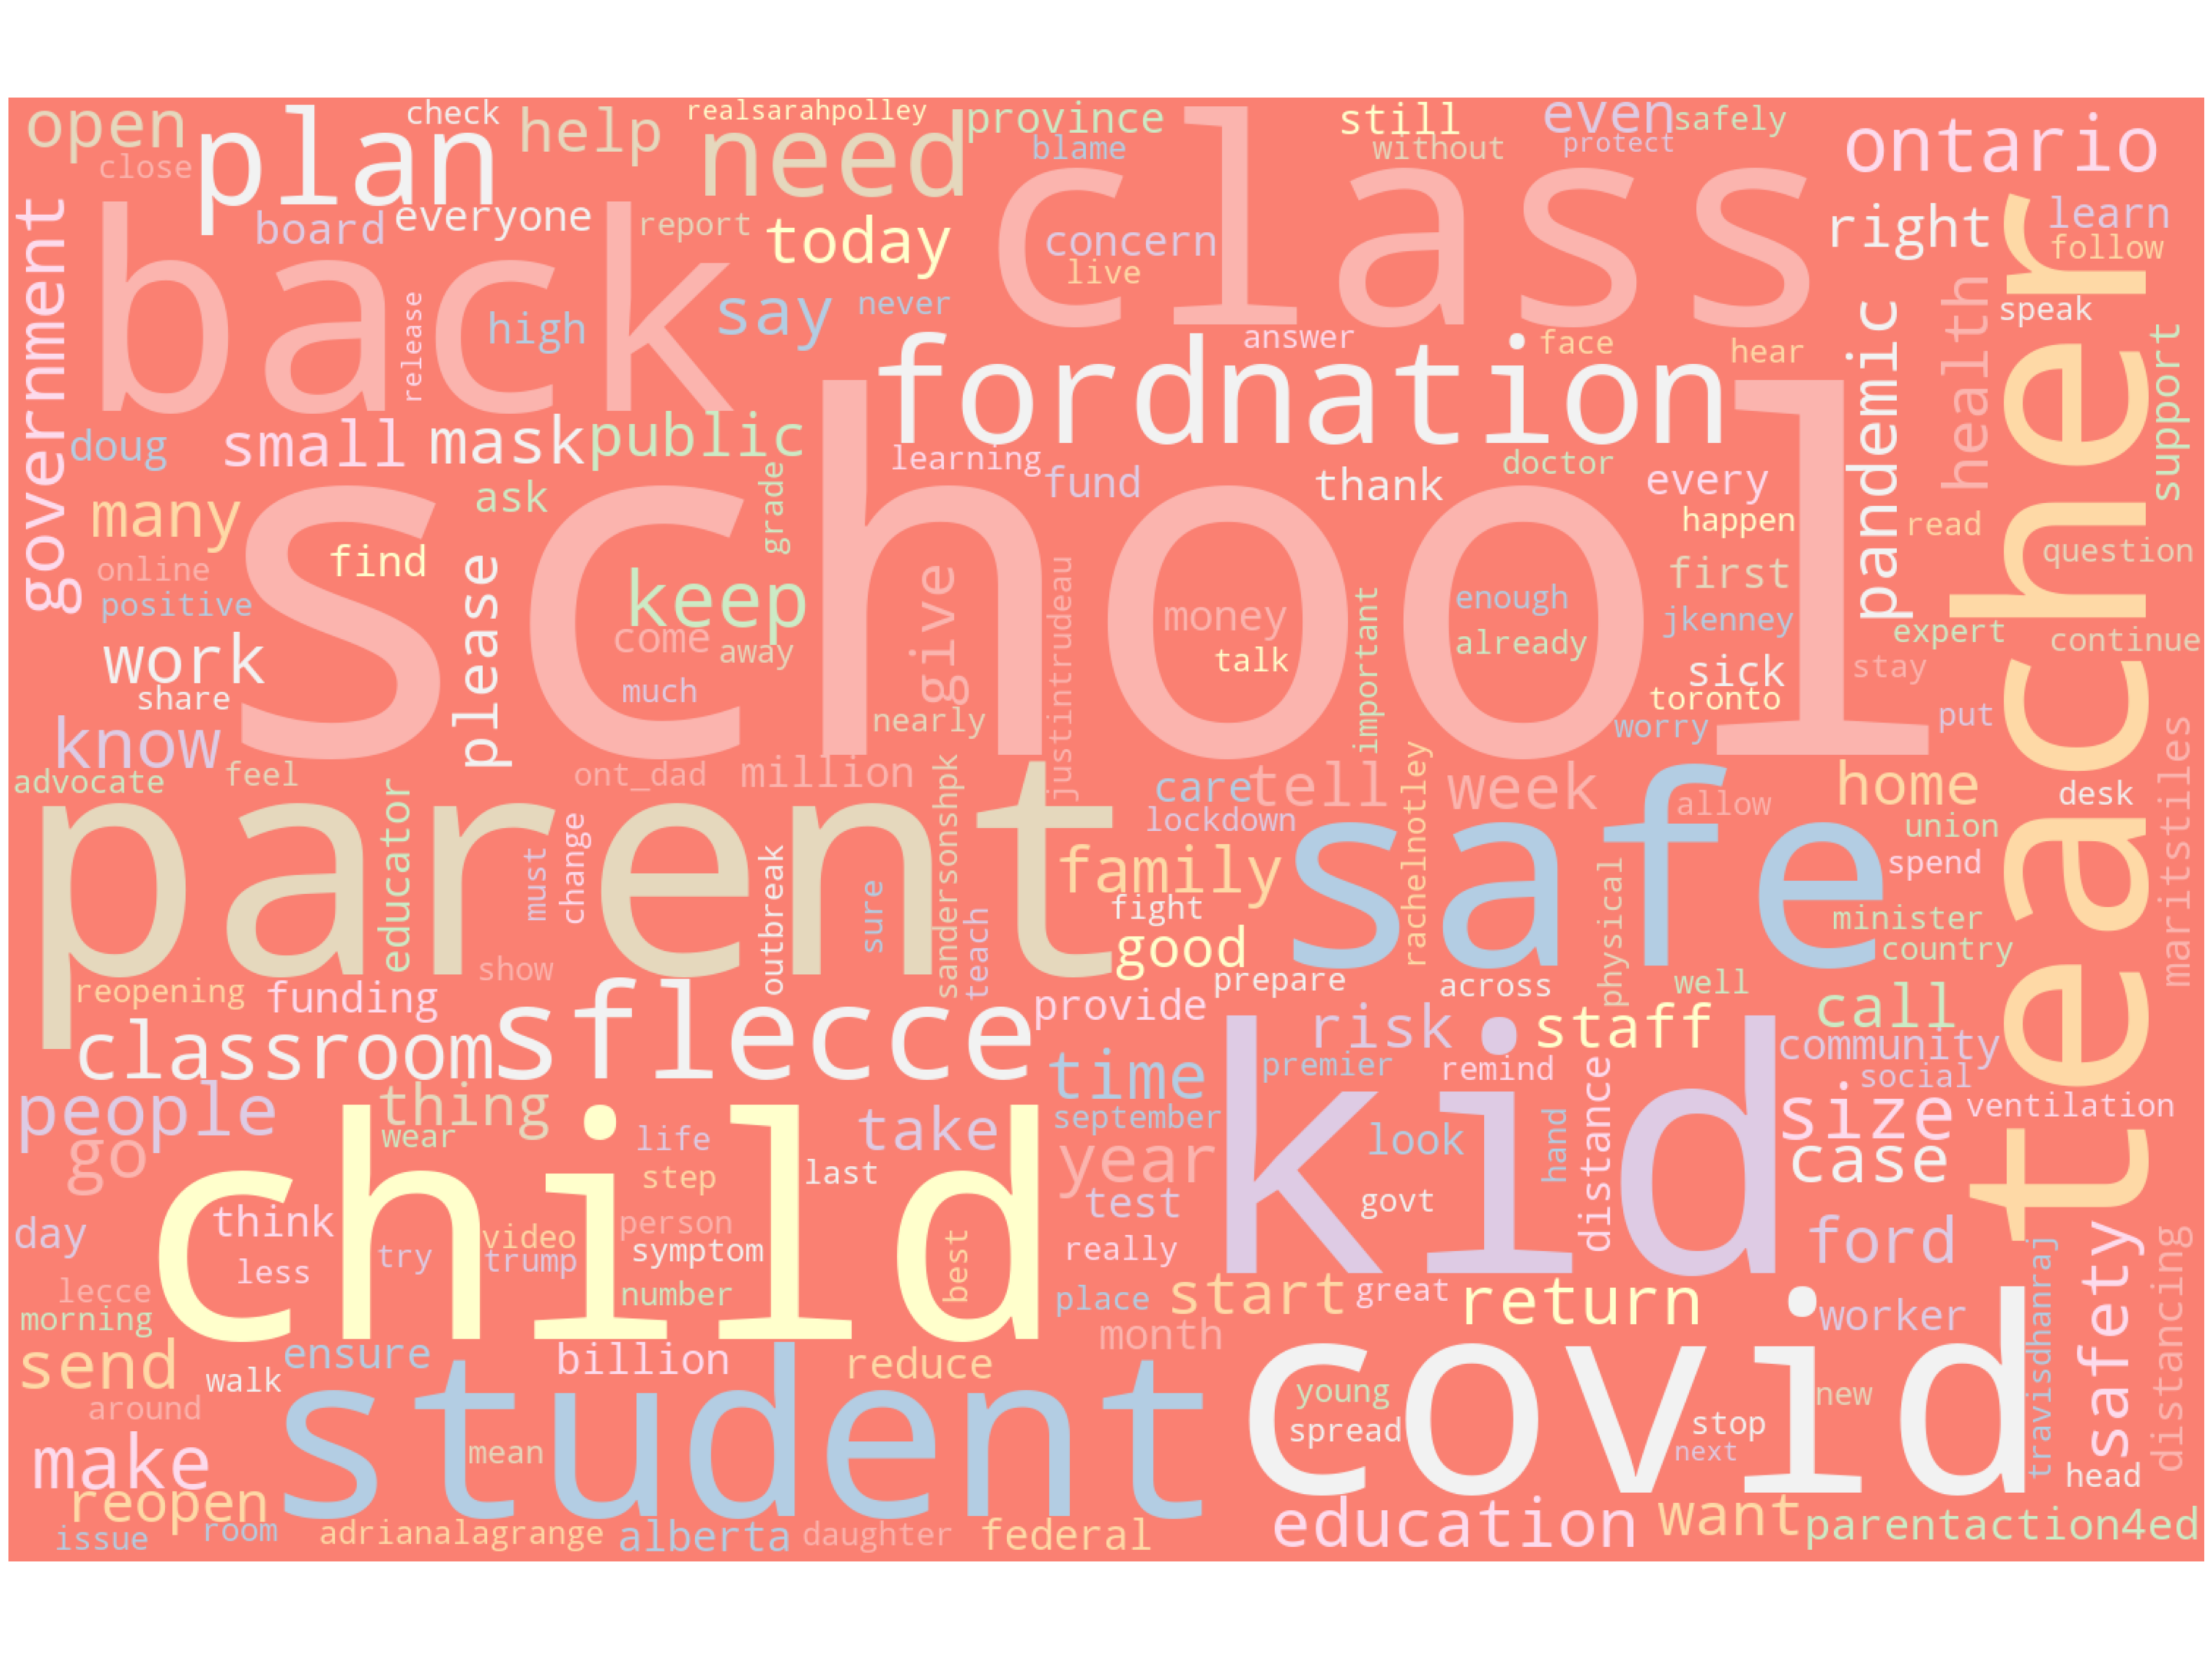 open
check
help
realsarahpolley
province
still
even
safely
close
plan
need
blame
class
without
protect
ontario
government
back
board
everyone
report
today
concern
live
right
learn
follow
release
high
say
never
fordnation
answer
face
hear
pandemic
health
speak
support
teacher
doug
small
mask
public
learning
fund
thank
doctor
every
many
ask
grade
school
happen
read
question
online
find
positive
please
keep
give
justintrudeau
money
important
enough
first
jkenney
work
share
come
away
talk
already
expert
continue
much
nearly
sick
toronto
worry
stay
put
know
advocate
feel
ont_dad
million
care
tell
week
allow
home
desk
maritstiles
parent
educator
must
change
outbreak
sure
sandersonshpk
teach
lockdown
family
fight
good
rachelnotley
safe
physical
union
spend
minister
country
show
reopening
funding
sflecce
provide
prepare
across
well
call
classroom
risk
staff
community
people
thing
time
premier
remind
distance
social
go
wear
child
life
step
last
take
september
year
kid
look
hand
size
ventilation
case
day
think
try
video
trump
person
symptom
best
test
govt
really
ford
safety
distancing
travisdhanraj
less
lecce
morning
number
place
start
great
return
worker
month
send
ensure
billion
reduce
walk
around
student
covid
young
new
spread
stop
next
mean
make
head
reopen
issue
room
adrianalagrange
alberta
daughter
federal
education
want
parentaction4ed